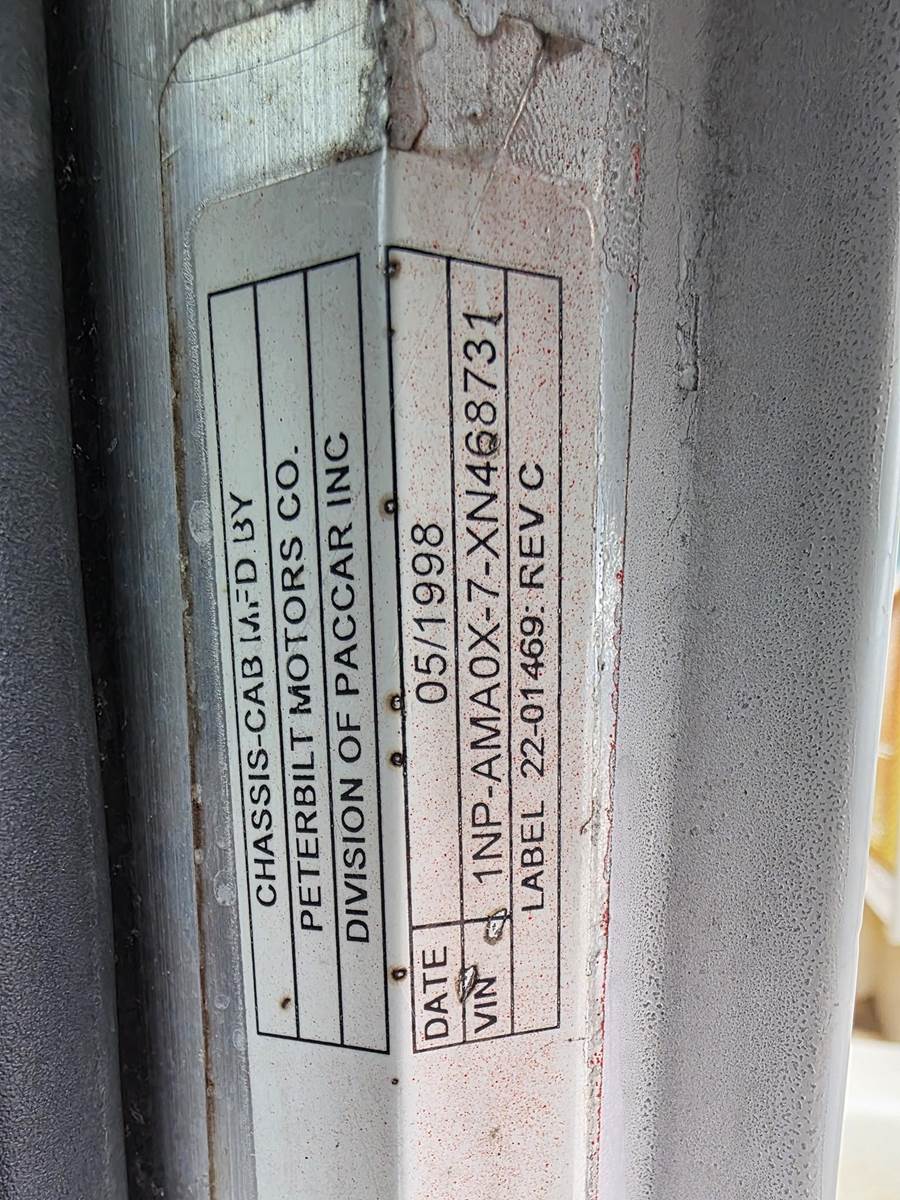 CHASSIS-CAB MFD BY
PETERBILT MOTORS CO.
DIVISION OF PACCAR INC
DATE 05/1998
VIN 1NP-AMA0X-7-XN468731
LABEL 22-01469: REV C